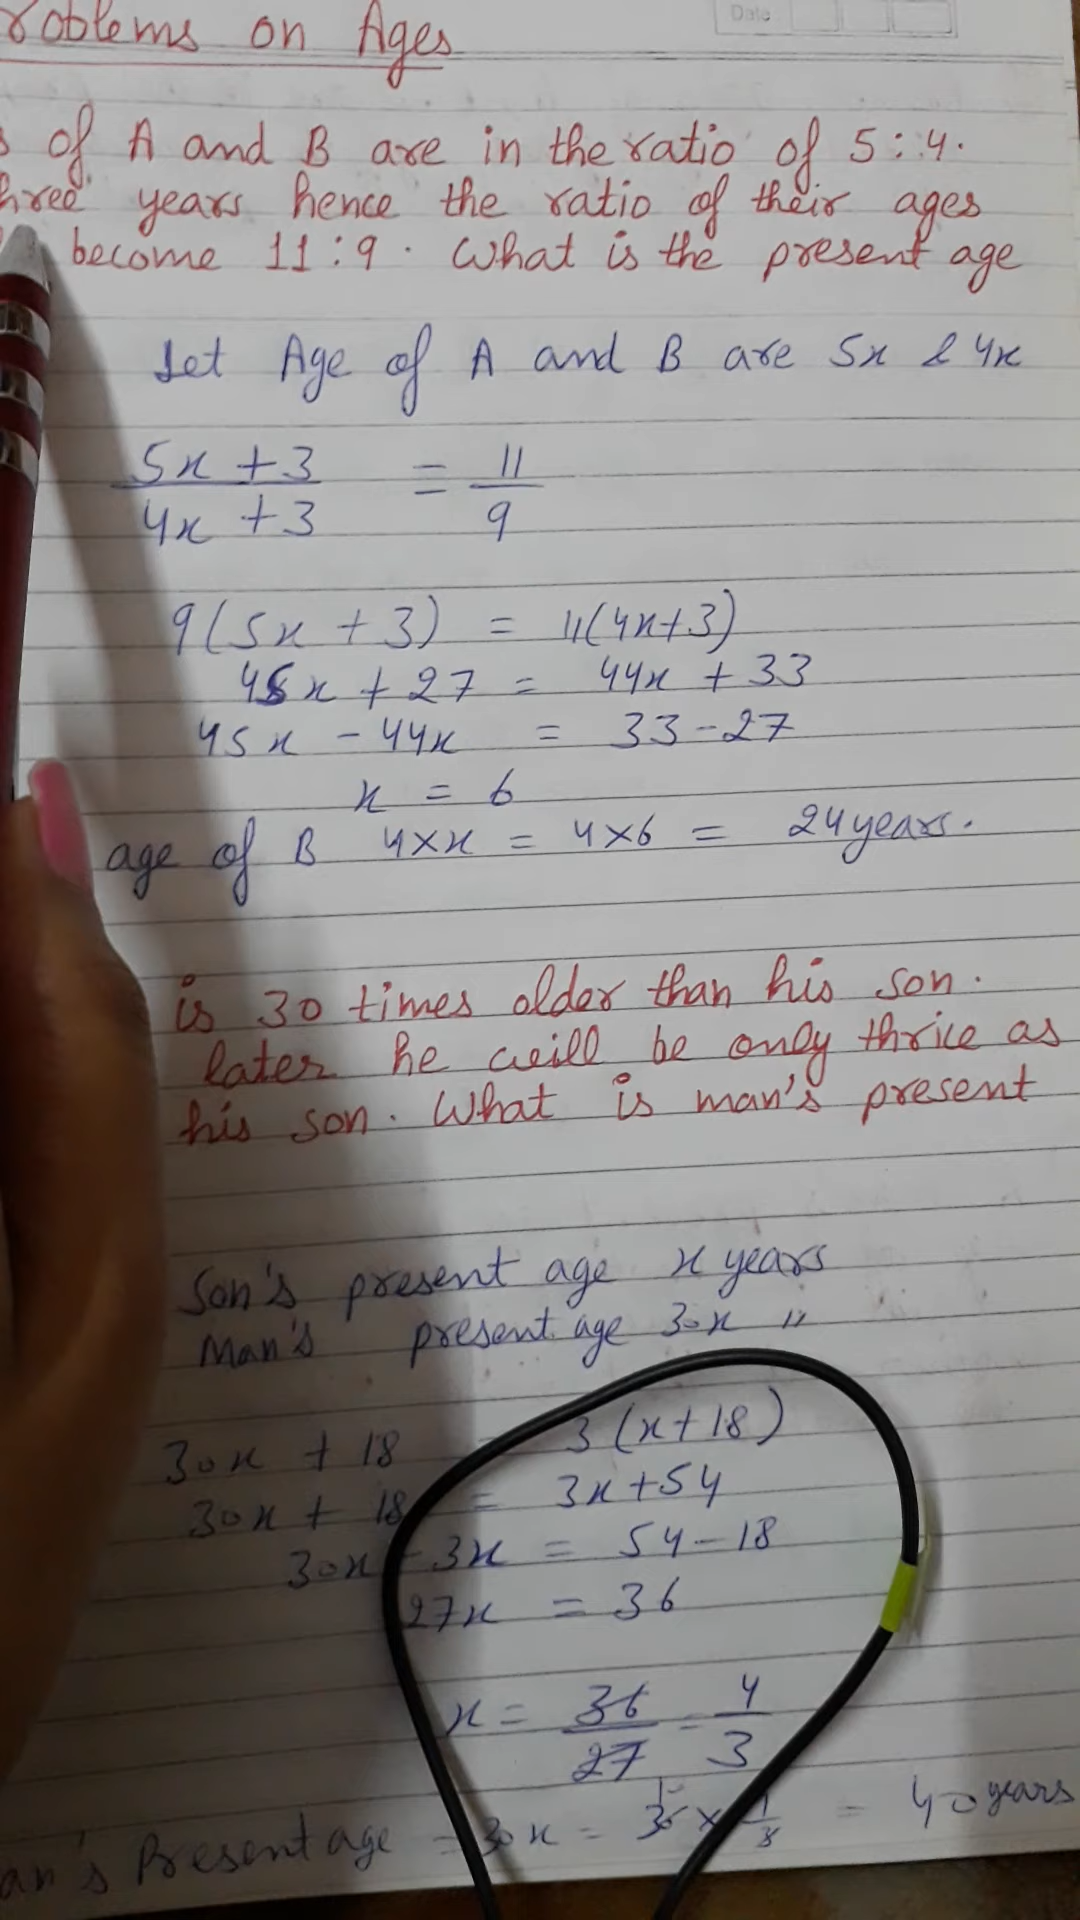 roblems on Ages
Date
s of A and B are in the ratio of 5:4.
hree years hence the ratio of their ages
become 11:9. What is the present age
Let Age of A and B are 5x & 4x
5x + 3 = 11
4x + 3 9
9(5x + 3) = 11(4x+3)
45x + 27 = 44x + 33
45x - 44x = 33-27
x = 6
age of B 4×x = 4×6 = 24years.
is 30 times older than his son.
later he will be only thrice as
his son. What is man's present
Son's present age x years
Man's present age 30x "
30x + 18 = 3(x+18)
30x + 18 = 3x+54
30x - 3x = 54-18
27x = 36
x = 36 = 4
27 3
an's Present age = 30x = 40years